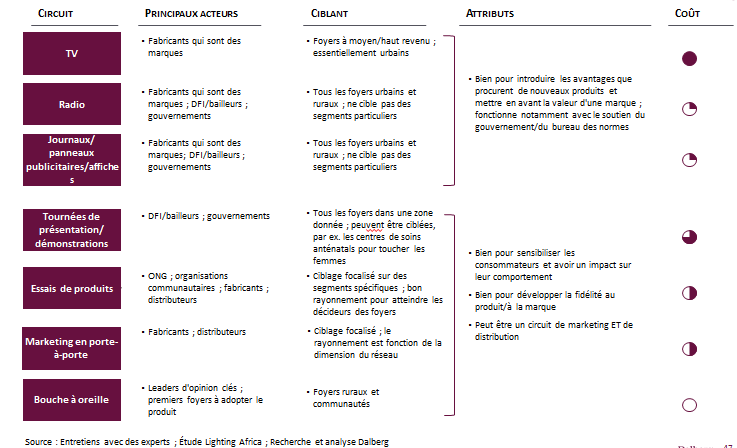 CIRCUIT PRINCIPAUX ACTEURS CIBLANT ATTRIBUTS COÛT
TV
• Fabricants qui sont des
marques
• Foyers à moyen/haut revenu ;
essentiellement urbains
Radio
• Fabricants qui sont des
marques ; DFI/bailleurs ;
gouvernements
• Tous les foyers urbains et
ruraux ; ne cible pas des
segments particuliers
• Bien pour introduire les avantages que
procurent de nouveaux produits et
mettre en avant la valeur d'une marque ;
fonctionne notamment avec le soutien du
gouvernement/du bureau des normes
Journaux/
panneaux
publicitaires/affiche
s
• Fabricants qui sont des
marques; DFI/bailleurs ;
gouvernements
• Tous les foyers urbains et
ruraux ; ne cible pas des
segments particuliers
Tournées de
présentation/
démonstrations
• DFI/bailleurs ; gouvernements
• Tous les foyers dans une zone
donnée ; peuvent être ciblées,
par ex. les centres de soins
anténatals pour toucher les
femmes
Essais de produits
• ONG ; organisations
communautaires ; fabricants ;
distributeurs
• Ciblage focalisé sur des
segments spécifiques ; bon
rayonnement pour atteindre les
décideurs des foyers
• Bien pour sensibiliser les
consommateurs et avoir un impact sur
leur comportement
• Bien pour développer la fidélité au
produit/à la marque
• Peut être un circuit de marketing ET de
distribution
Marketing en porte-
à-porte
• Fabricants ; distributeurs
• Ciblage focalisé ; le
rayonnement est fonction de la
dimension du réseau
Bouche à oreille
• Leaders d'opinion clés ;
premiers foyers à adopter le
produit
• Foyers ruraux et
communautés
Source : Entretiens avec des experts ; Étude Lighting Africa ; Recherche et analyse Dalberg